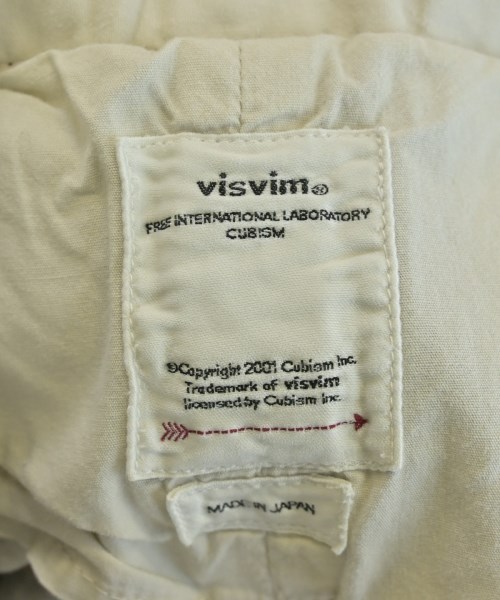 visvim®
FREE INTERNATIONAL LABORATORY
CUBISM
©Copyright 2001 Cubism Inc.
Trademark of visvim
licensed by Cubism Inc.
MADE IN JAPAN